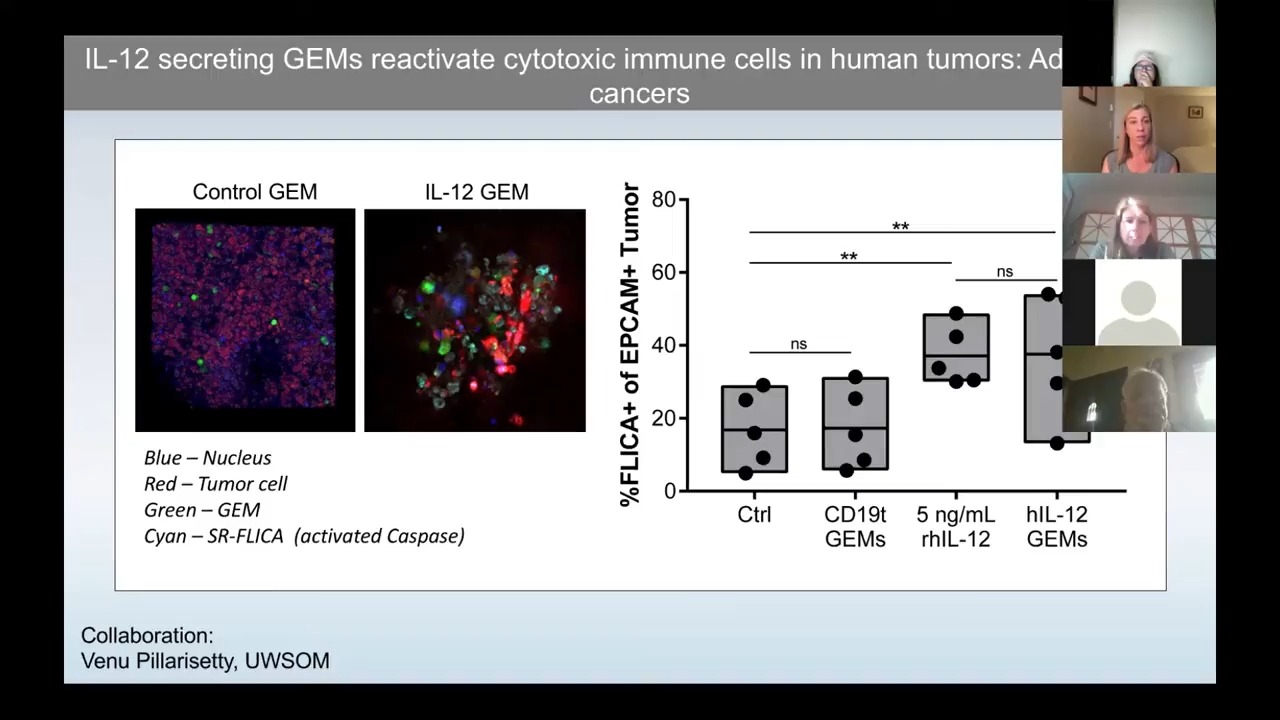 IL-12 secreting GEMs reactivate cytotoxic immune cells in human tumors: Ad
cancers
Control GEM
IL-12 GEM
Blue – Nucleus
Red – Tumor cell
Green – GEM
Cyan – SR-FLICA (activated Caspase)
%FLICA+ of EPCAM+ Tumor
80
60
40
20
0
**
**
ns
ns
Ctrl
CD19t
GEMs
5 ng/mL
rhIL-12
hIL-12
GEMs
Collaboration:
Venu Pillarisetty, UWSOM